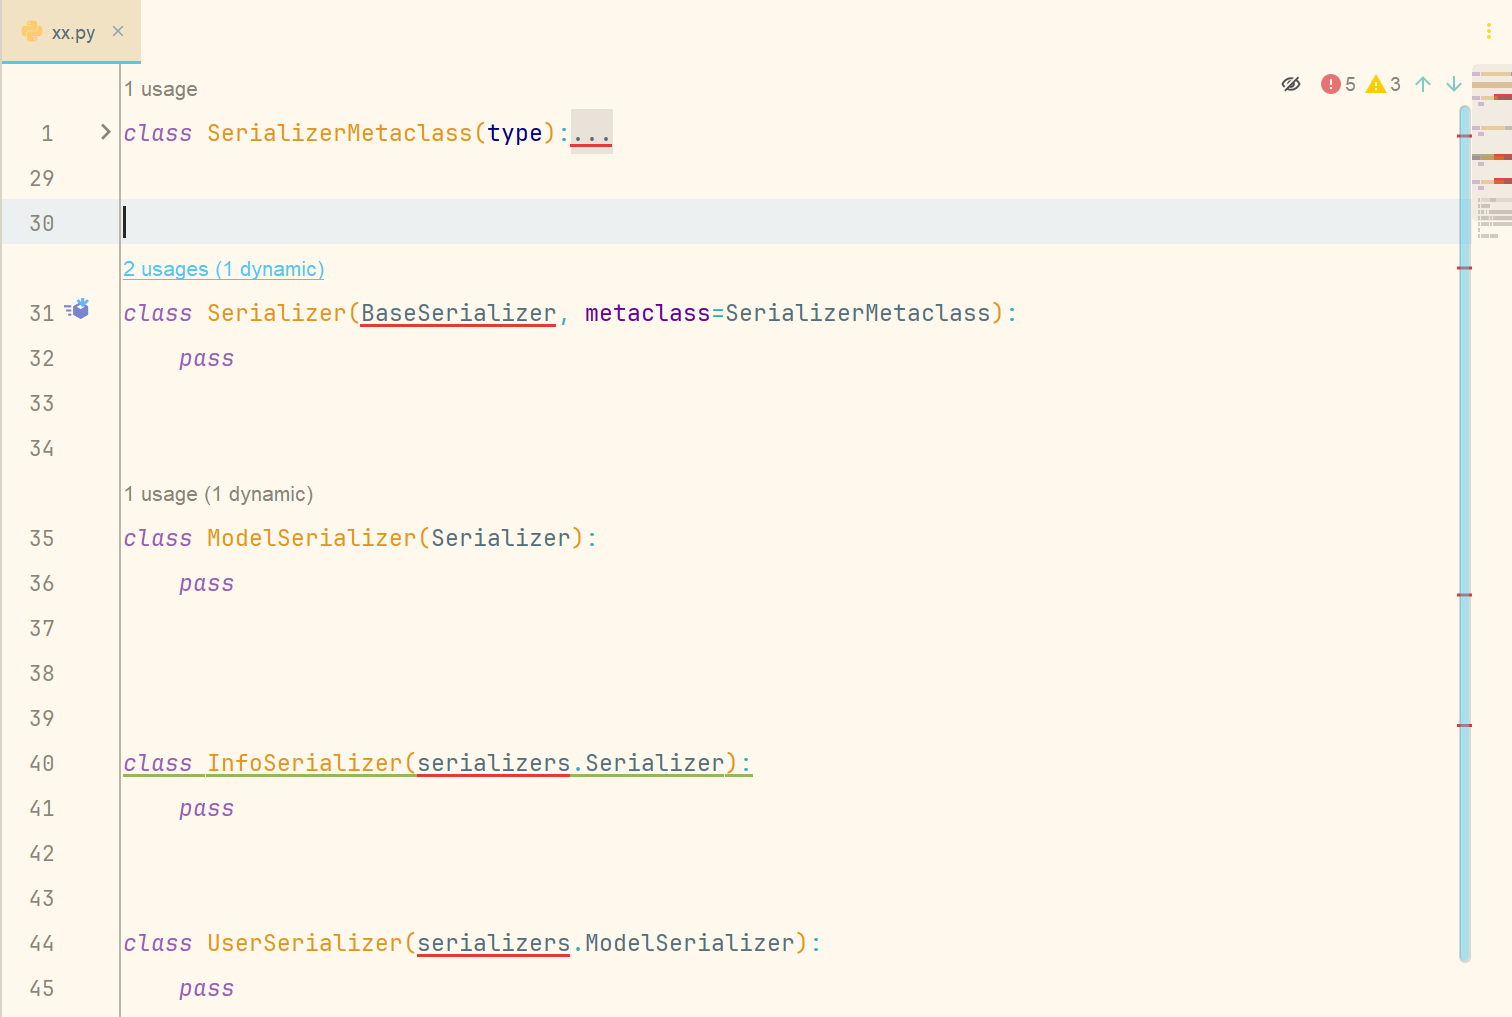 xx.py
1 usage
5 3
1 class SerializerMetaclass(type):...
29
30
2 usages (1 dynamic)
31 class Serializer(BaseSerializer, metaclass=SerializerMetaclass):
32 pass
33
34
1 usage (1 dynamic)
35 class ModelSerializer(Serializer):
36 pass
37
38
39
40 class InfoSerializer(serializers.Serializer):
41 pass
42
43
44 class UserSerializer(serializers.ModelSerializer):
45 pass